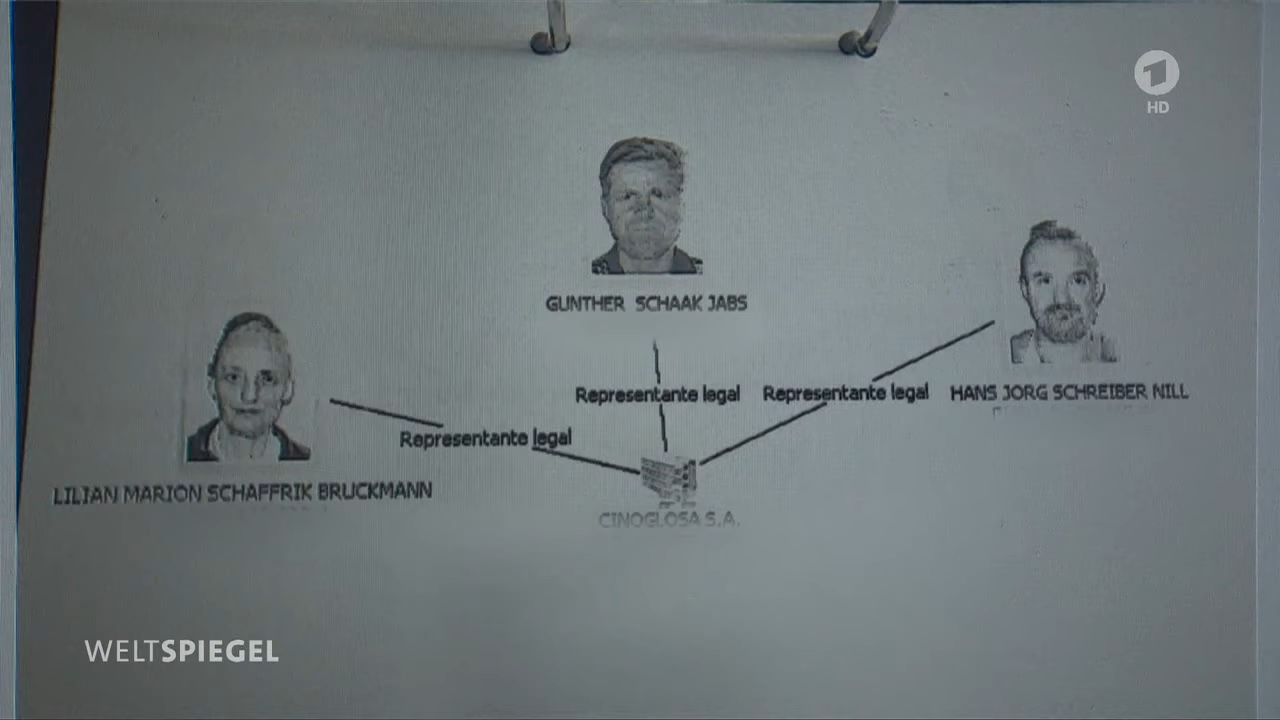 1
HD
GUNTHER SCHAAK JABS
Representante legal
Representante legal
HANS JORG SCHREIBER NILL
Representante legal
LILIAN MARION SCHAFFRIK BRUCKMANN
CINOGLOSA S.A.
WELTSPIEGEL